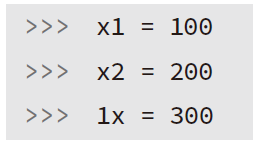 >>> x1 = 100
>>> x2 = 200
>>> 1x = 300